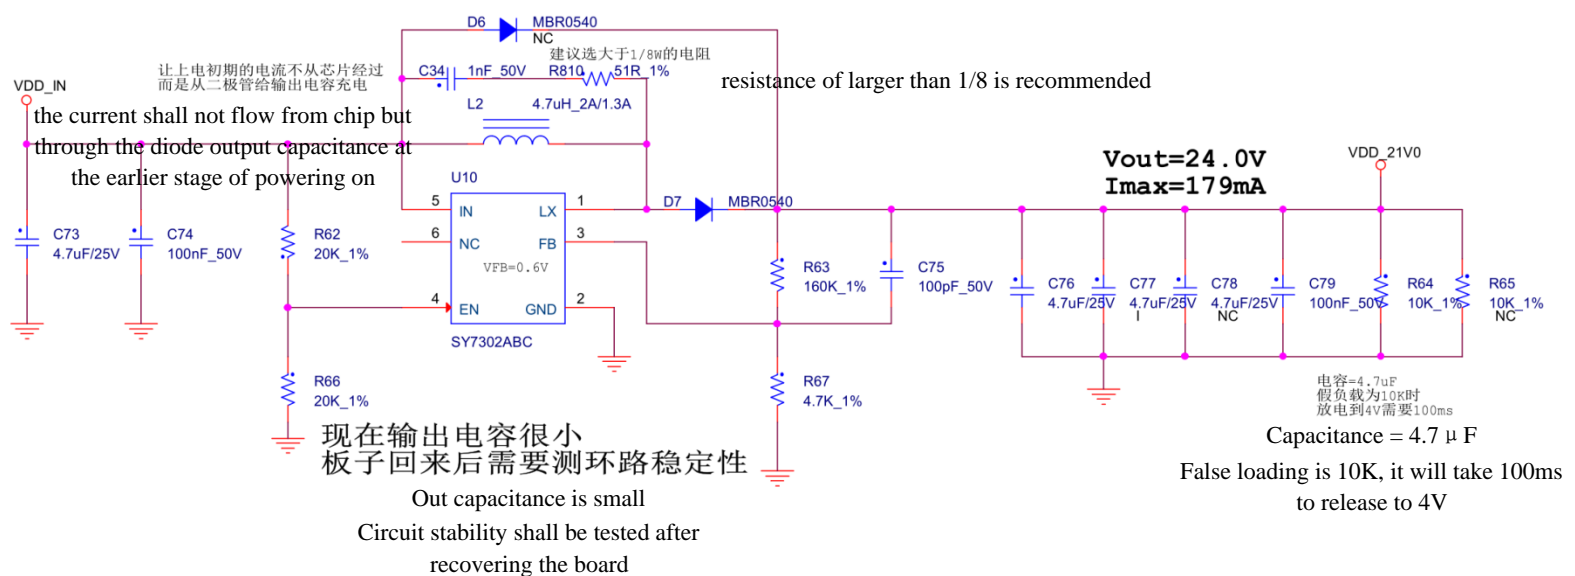 D6
MBR0540
NC
建议选大于1/8W的电阻
让上电初期的电流不从芯片经过
而是从二极管给输出电容充电
C34
1nF_50V
R810
51R_1%
resistance of larger than 1/8 is recommended
VDD_IN
L2
4.7uH_2A/1.3A
the current shall not flow from chip but
through the diode output capacitance at
the earlier stage of powering on
Vout=24.0V
Imax=179mA
VDD_21V0
U10
5
IN
LX
1
D7
MBR0540
6
NC
FB
3
VFB=0.6V
4
EN
GND
2
SY7302ABC
C73
4.7uF/25V
C74
100nF_50V
R62
20K_1%
R63
160K_1%
C75
100pF_50V
C76
4.7uF/25V
C77
4.7uF/25V
I
C78
4.7uF/25V
NC
C79
100nF_50V
R64
10K_1%
R65
10K_1%
NC
R66
20K_1%
R67
4.7K_1%
电容=4.7uF
假负载为10K时
放电到4V需要100ms
现在输出电容很小
板子回来后需要测环路稳定性
Capacitance = 4.7 μ F
False loading is 10K, it will take 100ms
to release to 4V
Out capacitance is small
Circuit stability shall be tested after
recovering the board